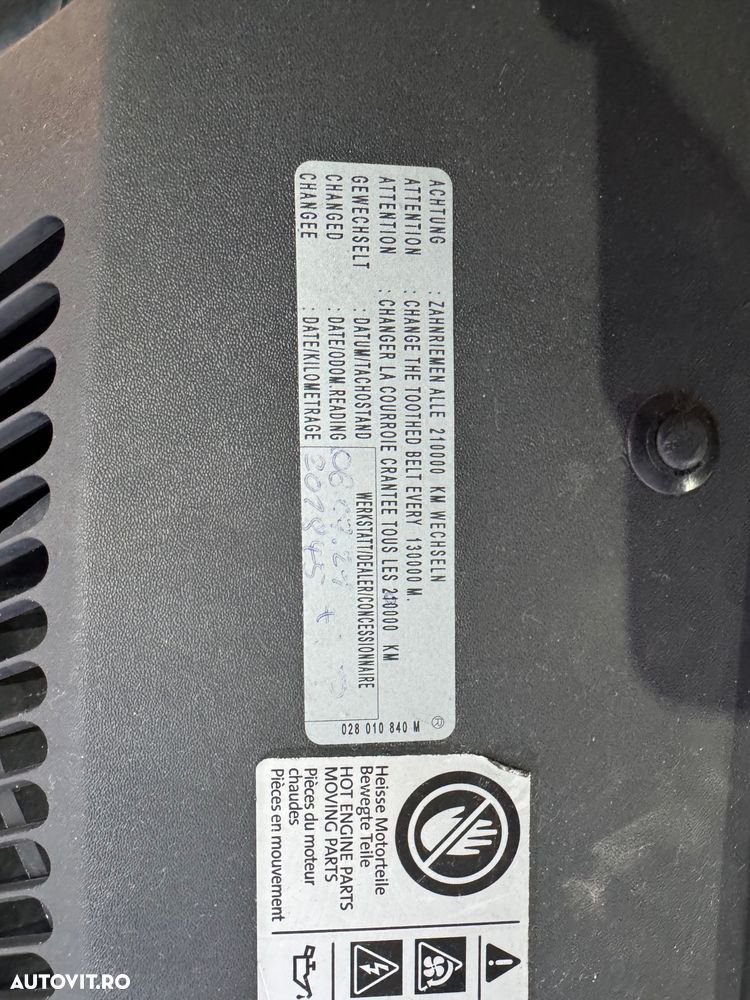 ACHTUNG : ZAHNRIEMEN ALLE 210000 KM WECHSELN
ATTENTION : CHANGE THE TOOTHED BELT EVERY 130000 M.
ATTENTION : CHANGER LA COURROIE CRANTEE TOUS LES 210000 KM
GEWECHSELT : DATUM/TACHOSTAND WERKSTATT/DEALER/CONCESSIONNAIRE
CHANGED : DATE/ODOM.READING
CHANGEE : DATE/KILOMETRAGE
®
028 010 840 M
Heisse Motorteile
Bewegte Teile
HOT ENGINE PARTS
MOVING PARTS
Pièces du moteur
chaudes
Pièces en mouvement
AUTOVIT.RO